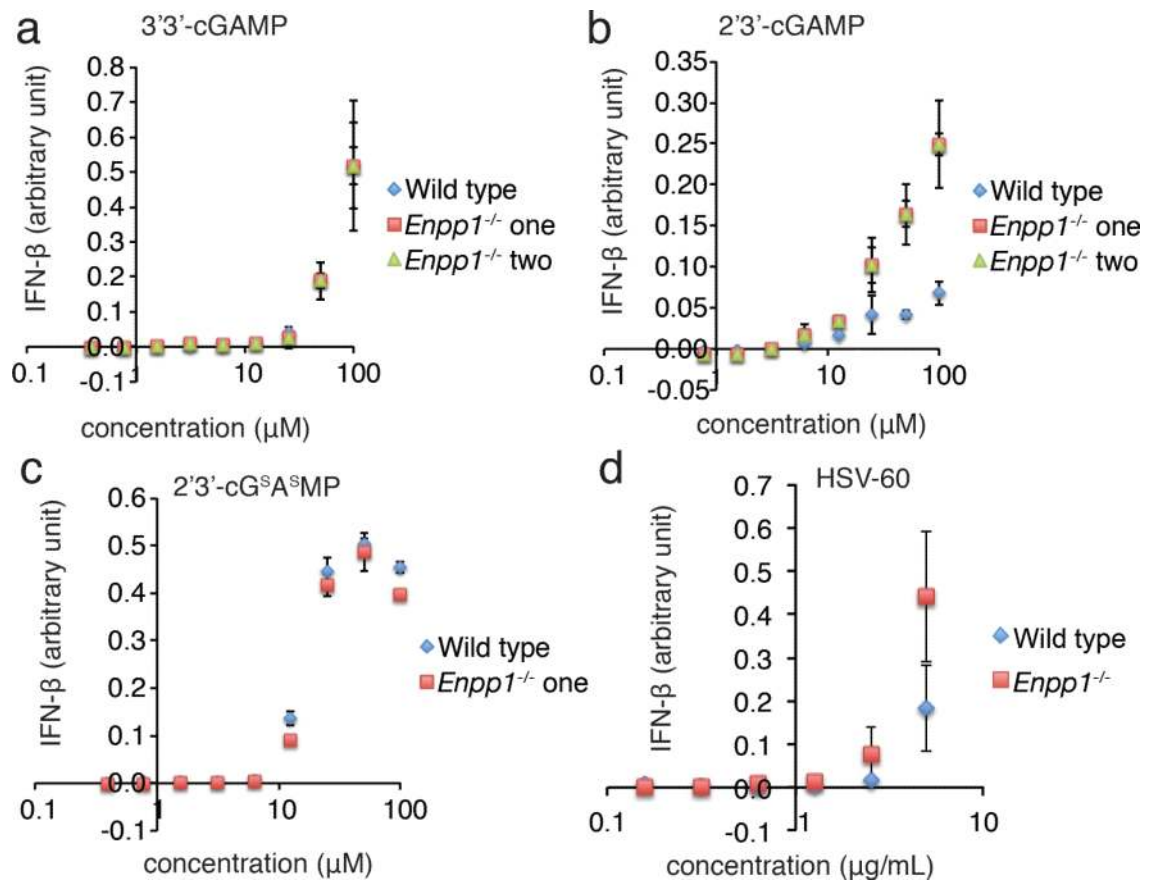 a
3'3'-cGAMP
IFN-β (arbitrary unit)
0.8
0.7
0.6
0.5
0.4
0.3
0.2
0.1
0.0
-0.1
0.1
10
100
concentration (μM)
Wild type
Enpp1-/- one
Enpp1-/- two
b
2'3'-cGAMP
IFN-β (arbitrary unit)
0.35
0.30
0.25
0.20
0.15
0.10
0.05
0.00
-0.05
0.1
10
100
concentration (μM)
Wild type
Enpp1-/- one
Enpp1-/- two
c
2'3'-cGSASMP
IFN-β (arbitrary unit)
0.6
0.5
0.4
0.3
0.2
0.1
0.0
-0.1
0.1
10
100
concentration (μM)
Wild type
Enpp1-/- one
d
HSV-60
IFN-β (arbitrary unit)
0.7
0.6
0.5
0.4
0.3
0.2
0.1
0.0
-0.1
0.1
1
10
concentration (μg/mL)
Wild type
Enpp1-/-